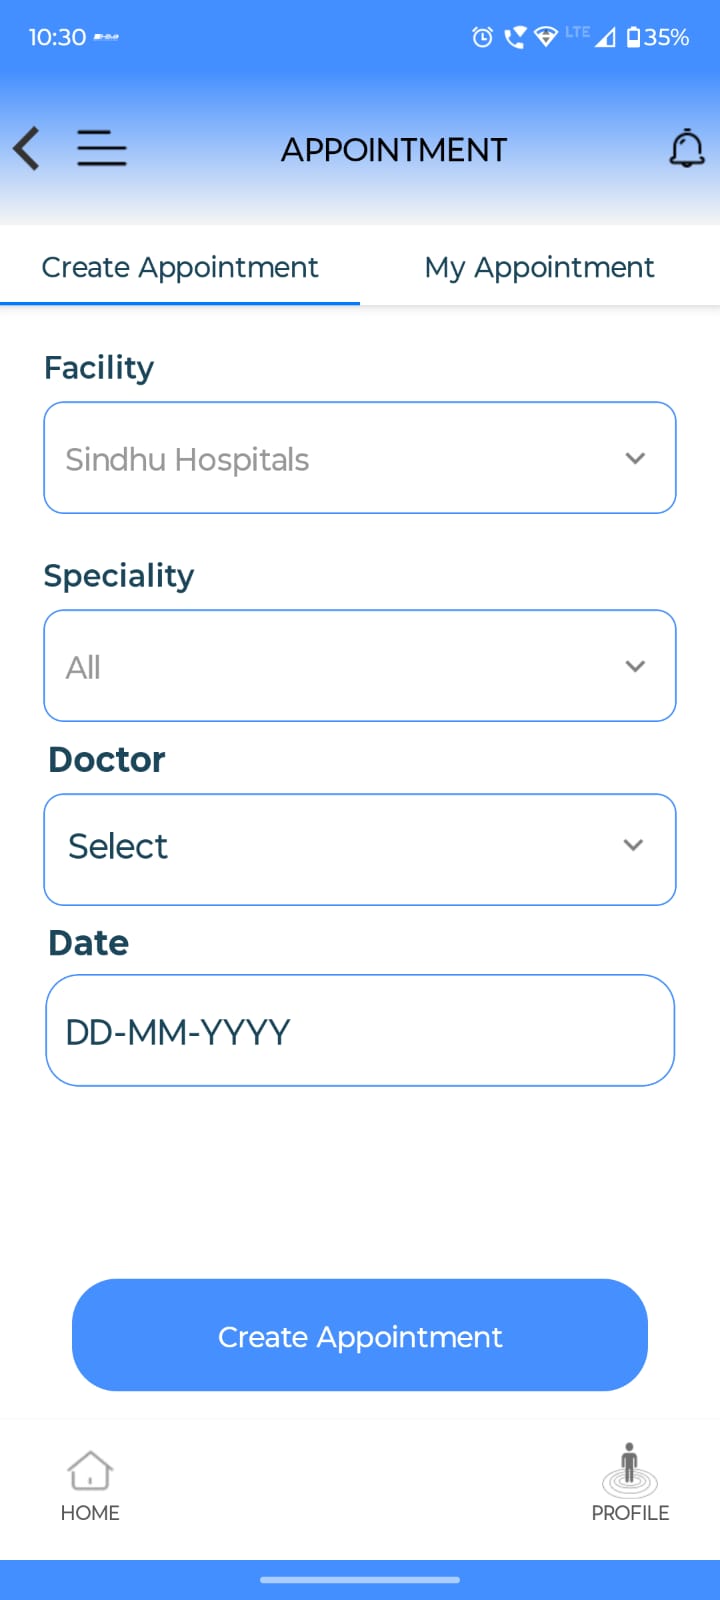 10:30
LTE 35%
APPOINTMENT
Create Appointment My Appointment
Facility
Sindhu Hospitals
Speciality
All
Doctor
Select
Date
DD-MM-YYYY
Create Appointment
HOME PROFILE